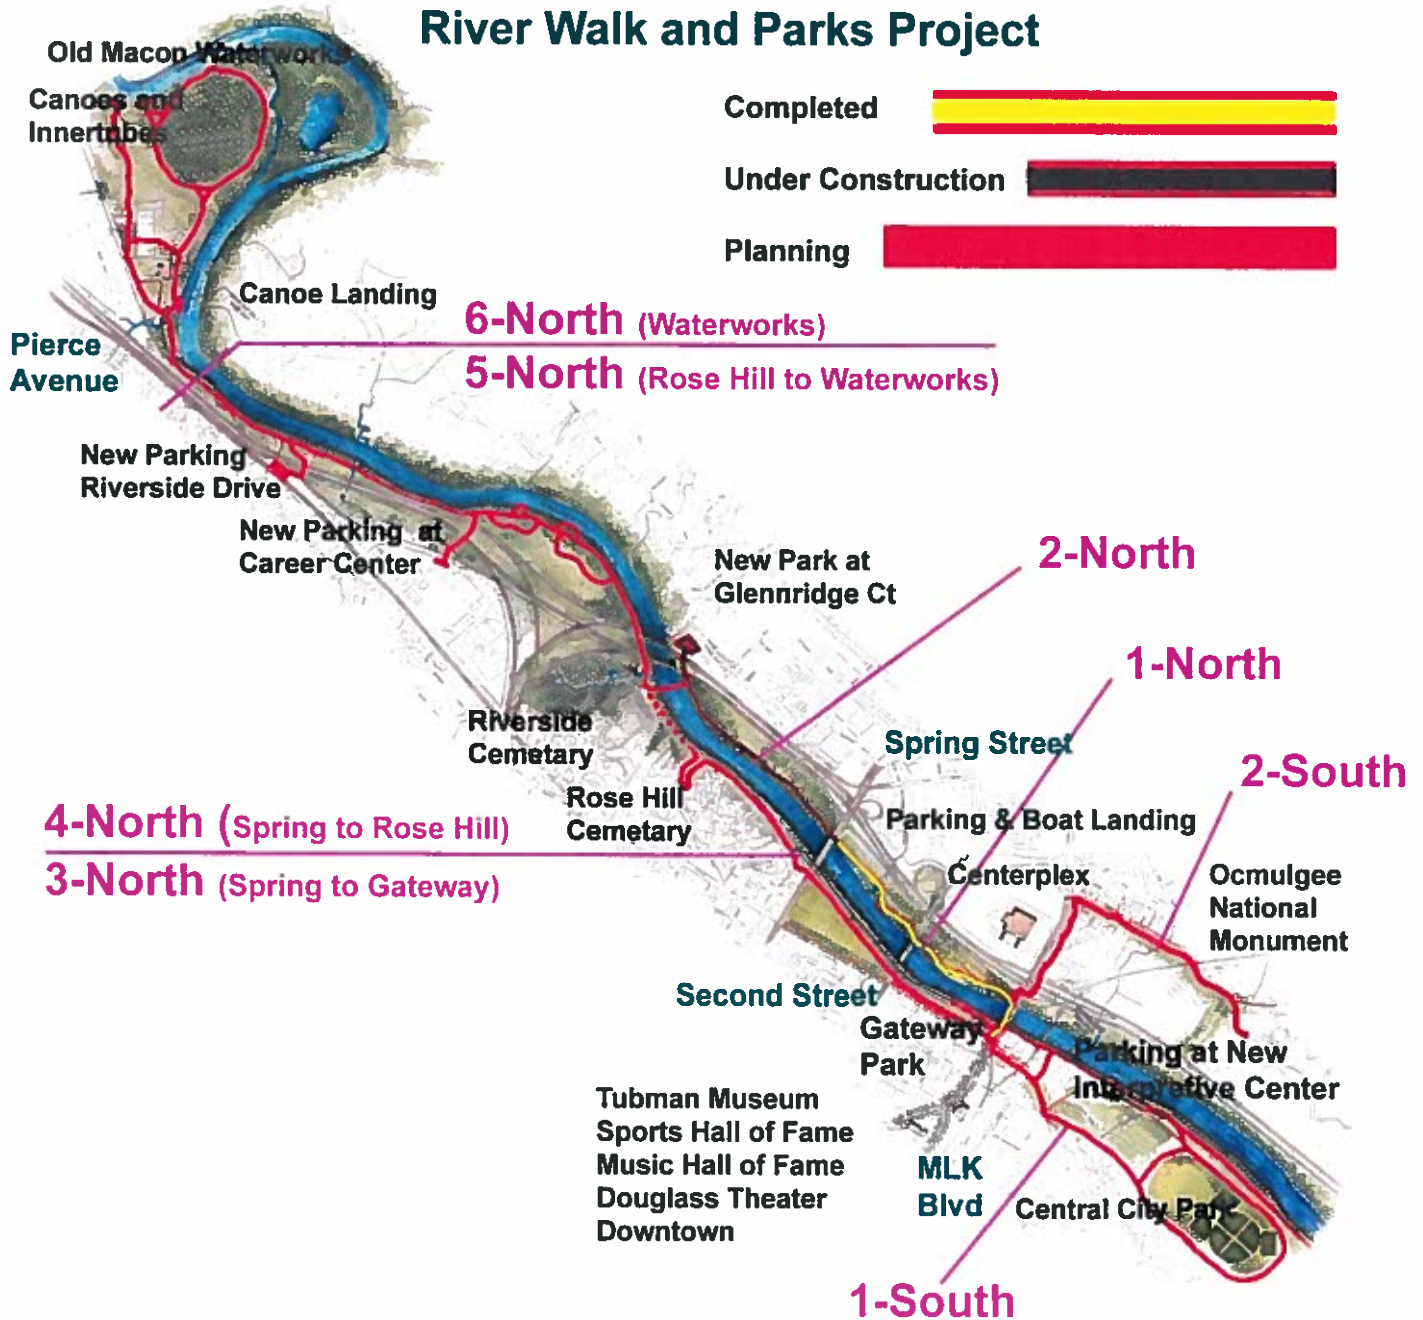 River Walk and Parks Project
Old Macon Waterworks
Canoes and
Innertubes
Completed
Under Construction
Planning
Canoe Landing
6-North (Waterworks)
5-North (Rose Hill to Waterworks)
Pierce
Avenue
New Parking
Riverside Drive
New Parking at
Career Center
New Park at
Glennridge Ct
2-North
1-North
Riverside
Cemetary
Spring Street
2-South
Rose Hill
Cemetary
4-North (Spring to Rose Hill)
3-North (Spring to Gateway)
Parking & Boat Landing
Centerplex
Ocmulgee
National
Monument
Second Street
Gateway
Park
Parking at New
Interpretive Center
Tubman Museum
Sports Hall of Fame
Music Hall of Fame
Douglass Theater
Downtown
MLK
Blvd
Central City Park
1-South